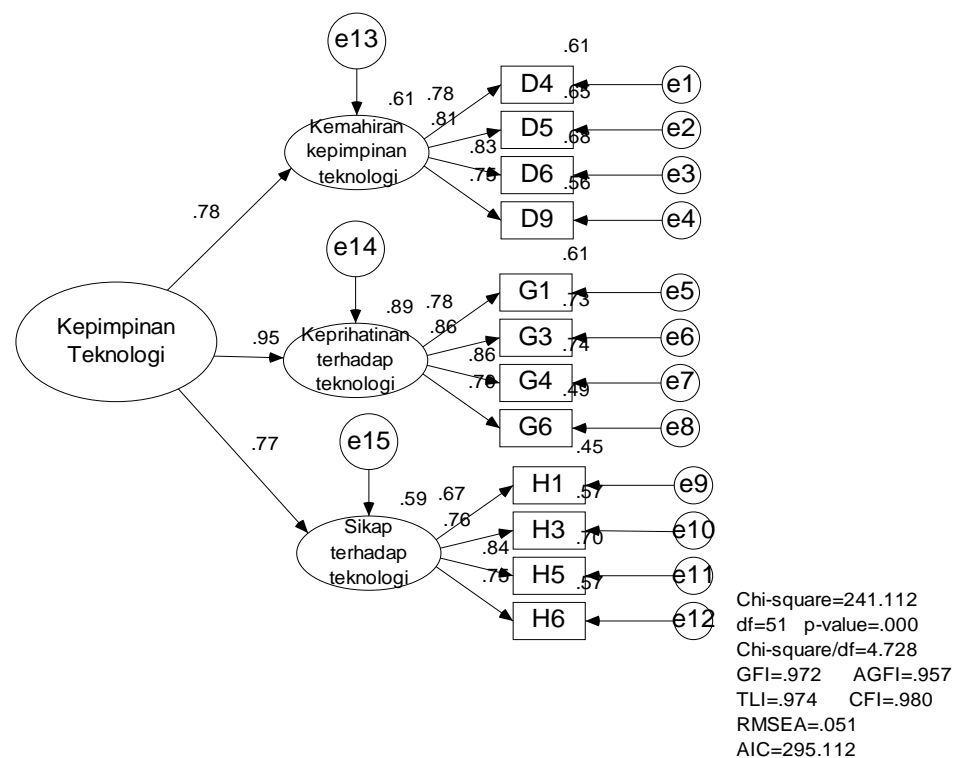 e13
.61
.61
.78
D4
e1
.65
Kemahiran
kepimpinan
teknologi
.81
D5
e2
.68
.83
D6
e3
.56
.75
D9
e4
.78
e14
.61
.89
.78
G1
e5
.73
Keprihatinan
terhadap
teknologi
.86
G3
e6
.74
.86
G4
e7
.49
.70
G6
e8
Kepimpinan
Teknologi
.95
.77
e15
.45
.59
.67
H1
e9
.57
Sikap
terhadap
teknologi
.76
H3
e10
.70
.84
H5
e11
.57
.75
H6
e12
Chi-square=241.112
df=51 p-value=.000
Chi-square/df=4.728
GFI=.972 AGFI=.957
TLI=.974 CFI=.980
RMSEA=.051
AIC=295.112